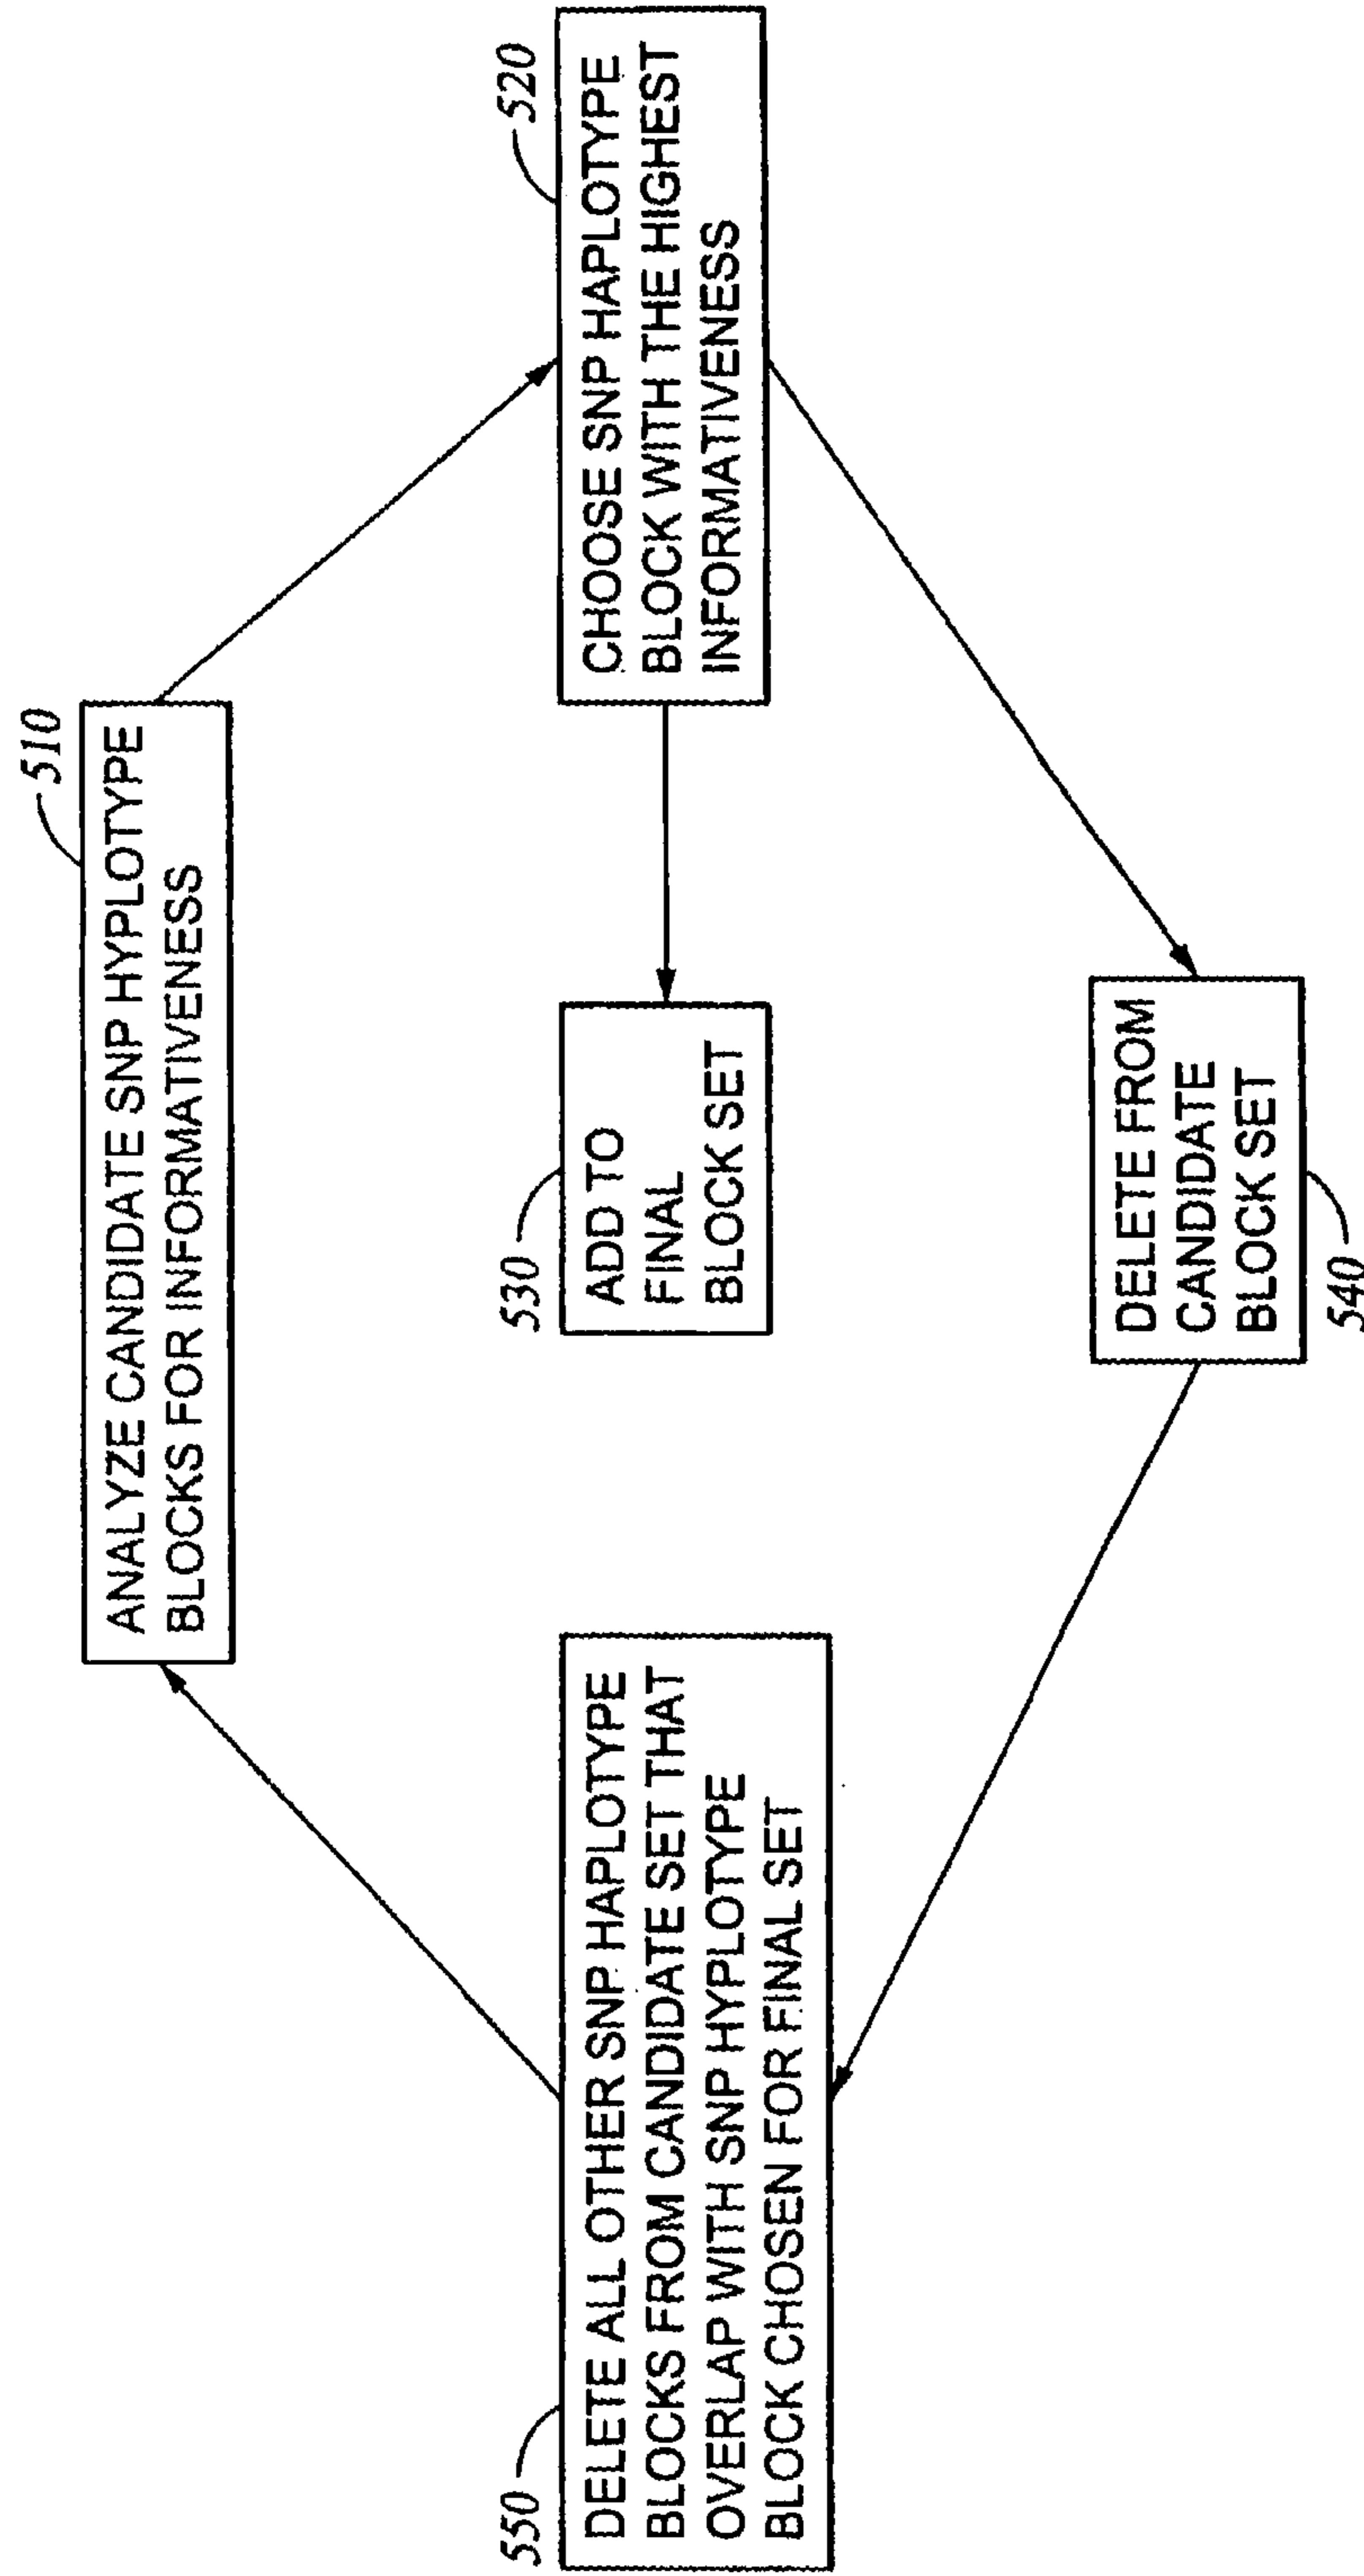 510
ANALYZE CANDIDATE SNP HYPLOTYPE
BLOCKS FOR INFORMATIVENESS
520
CHOOSE SNP HAPLOTYPE
BLOCK WITH THE HIGHEST
INFORMATIVENESS
530
ADD TO
FINAL
BLOCK SET
DELETE FROM
CANDIDATE
BLOCK SET
540
550
DELETE ALL OTHER SNP HAPLOTYPE
BLOCKS FROM CANDIDATE SET THAT
OVERLAP WITH SNP HYPLOTYPE
BLOCK CHOSEN FOR FINAL SET